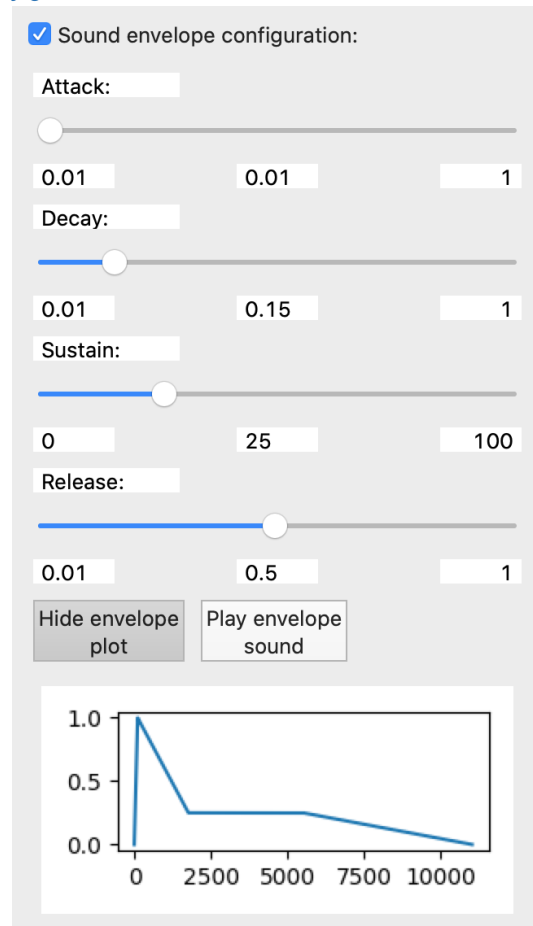 Sound envelope configuration:
Attack:
0.01 0.01 1
Decay:
0.01 0.15 1
Sustain:
0 25 100
Release:
0.01 0.5 1
Hide envelope plot
Play envelope sound
1.0
0.5
0.0
0 2500 5000 7500 10000